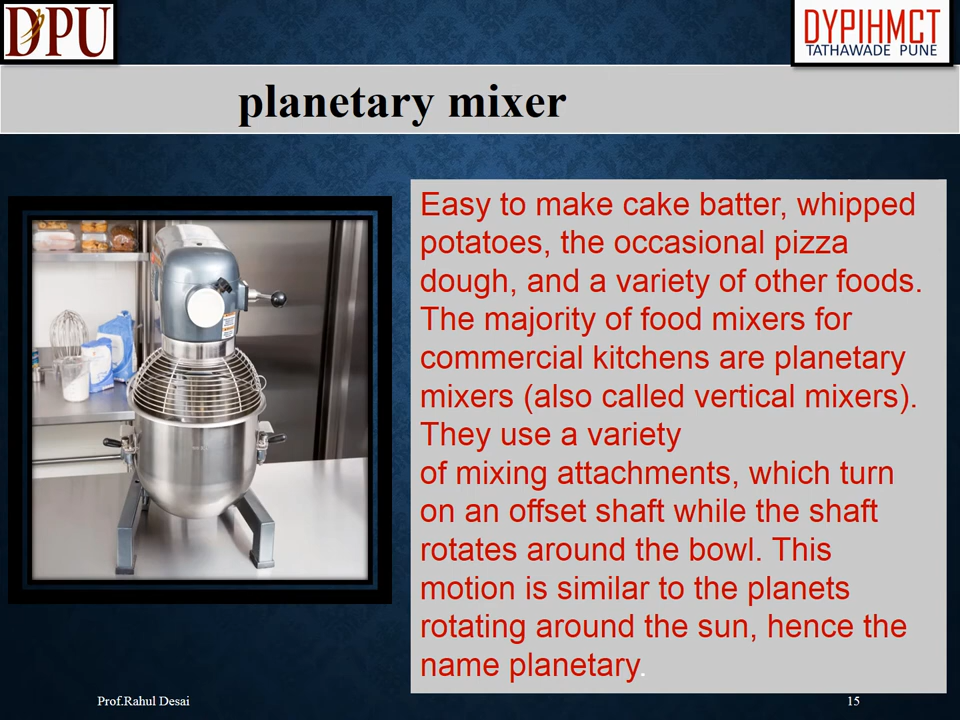 DPU
DYPIHMCT
TATHAWADE PUNE
planetary mixer
Easy to make cake batter, whipped
potatoes, the occasional pizza
dough, and a variety of other foods.
The majority of food mixers for
commercial kitchens are planetary
mixers (also called vertical mixers).
They use a variety
of mixing attachments, which turn
on an offset shaft while the shaft
rotates around the bowl. This
motion is similar to the planets
rotating around the sun, hence the
name planetary.
Prof.Rahul Desai
15